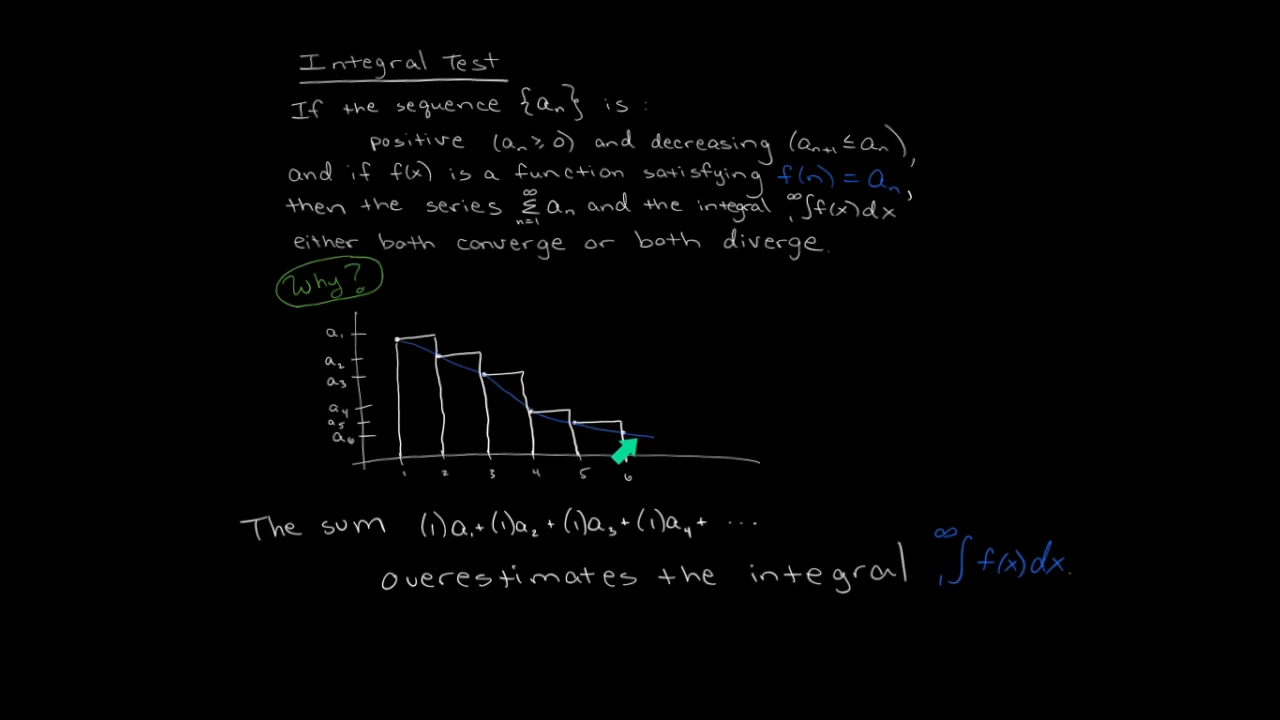 Integral Test
If the sequence {aₙ} is:
positive (aₙ ≥ 0) and decreasing (aₙ₊₁ ≤ aₙ),
and if f(x) is a function satisfying f(n) = aₙ,
then the series ∑ₙ₌₁^∞ aₙ and the integral ₁^∞∫f(x)dx
either both converge or both diverge.
Why?
a₁
a₂
a₃
a₄
a₅
a₆
1 2 3 4 5 6
The sum (1)a₁+(1)a₂+(1)a₃+(1)a₄+ ...
overestimates the integral ₁^∞∫f(x)dx.